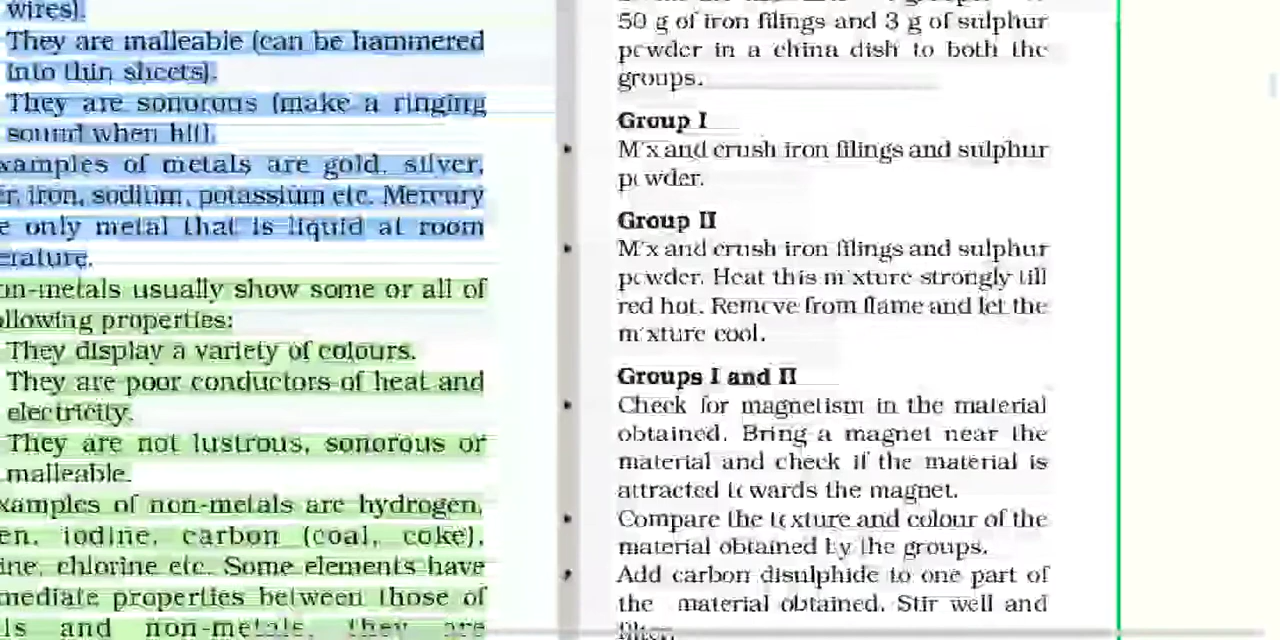 wires).
They are malleable (can be hammered
into thin sheets).
They are sonorous (make a ringing
sound when hit).
xamples of metals are gold, silver,
r, iron, sodium, potassium etc. Mercury
e only metal that is liquid at room
erature.
on-metals usually show some or all of
ollowing properties:
They display a variety of colours.
They are poor conductors of heat and
electricity.
They are not lustrous, sonorous or
malleable.
xamples of non-metals are hydrogen,
en, iodine, carbon (coal, coke),
ine, chlorine etc. Some elements have
mediate properties between those of
ls and non-metals, they are
50 g of iron filings and 3 g of sulphur
powder in a china dish to both the
groups.
Group I
• Mix and crush iron filings and sulphur
powder.
Group II
• Mix and crush iron filings and sulphur
powder. Heat this mixture strongly till
red hot. Remove from flame and let the
mixture cool.
Groups I and II
• Check for magnetism in the material
obtained. Bring a magnet near the
material and check if the material is
attracted towards the magnet.
• Compare the texture and colour of the
material obtained by the groups.
• Add carbon disulphide to one part of
the material obtained. Stir well and
filter.